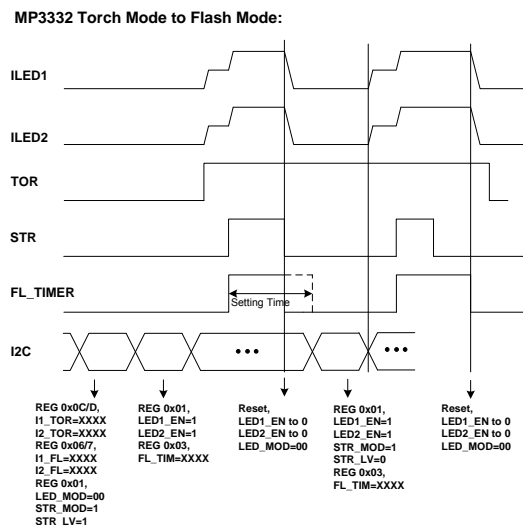 MP3332 Torch Mode to Flash Mode:
ILED1
ILED2
TOR
STR
FL_TIMER
Setting Time
I2C
•••
•••
REG 0x0C/D,
I1_TOR=XXXX
I2_TOR=XXXX
REG 0x06/7,
I1_FL=XXXX
I2_FL=XXXX
REG 0x01,
LED_MOD=00
STR_MOD=1
STR_LV=1
REG 0x01,
LED1_EN=1
LED2_EN=1
REG 0x03,
FL_TIM=XXXX
Reset,
LED1_EN to 0
LED2_EN to 0
LED_MOD=00
REG 0x01,
LED1_EN=1
LED2_EN=1
STR_MOD=1
STR_LV=0
REG 0x03,
FL_TIM=XXXX
Reset,
LED1_EN to 0
LED2_EN to 0
LED_MOD=00